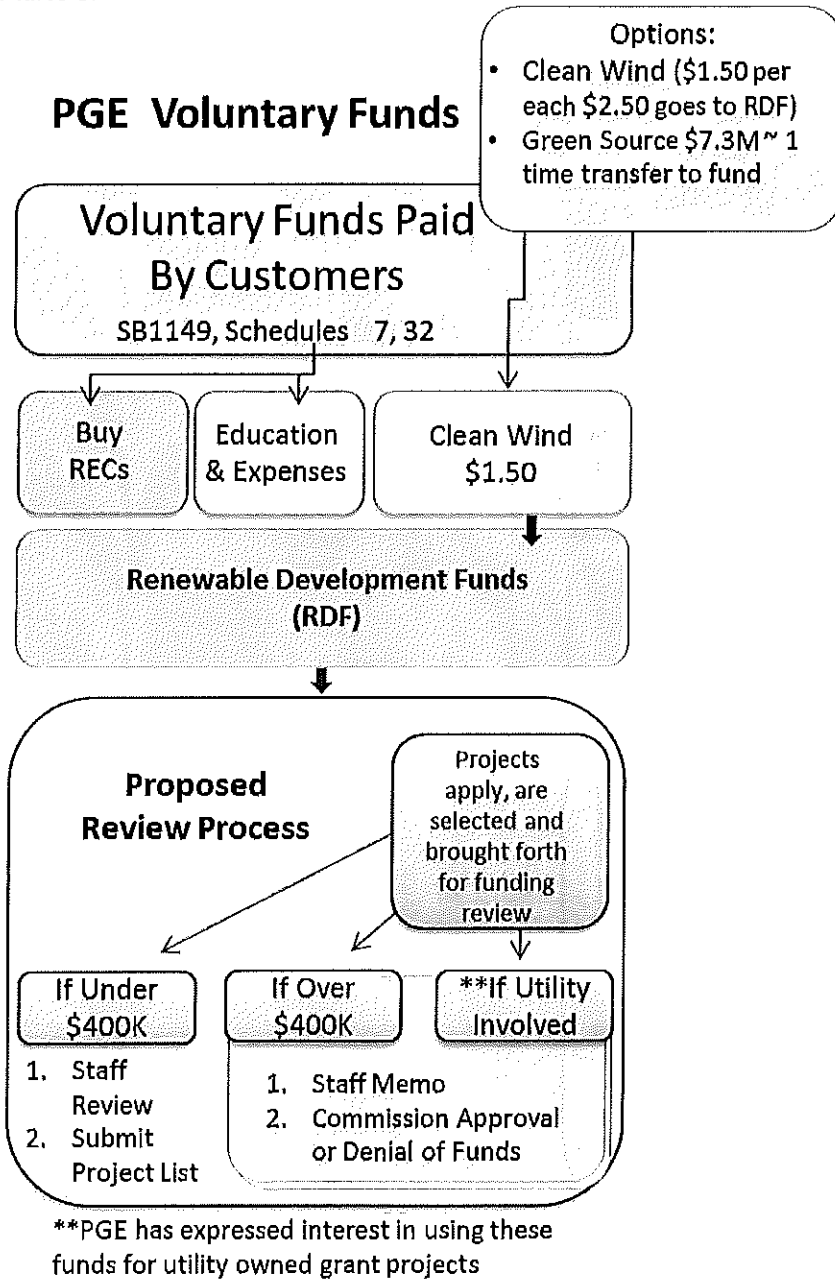 Options:
• Clean Wind ($1.50 per
each $2.50 goes to RDF)
• Green Source $7.3M~ 1
time transfer to fund
PGE Voluntary Funds
Voluntary Funds Paid
By Customers
SB1149, Schedules 7, 32
Buy
RECs
Education
& Expenses
Clean Wind
$1.50
Renewable Development Funds
(RDF)
Proposed
Review Process
Projects
apply, are
selected and
brought forth
for funding
review
If Under
$400K
1. Staff
Review
2. Submit
Project List
If Over
$400K
**If Utility
Involved
1. Staff Memo
2. Commission Approval
or Denial of Funds
**PGE has expressed interest in using these
funds for utility owned grant projects